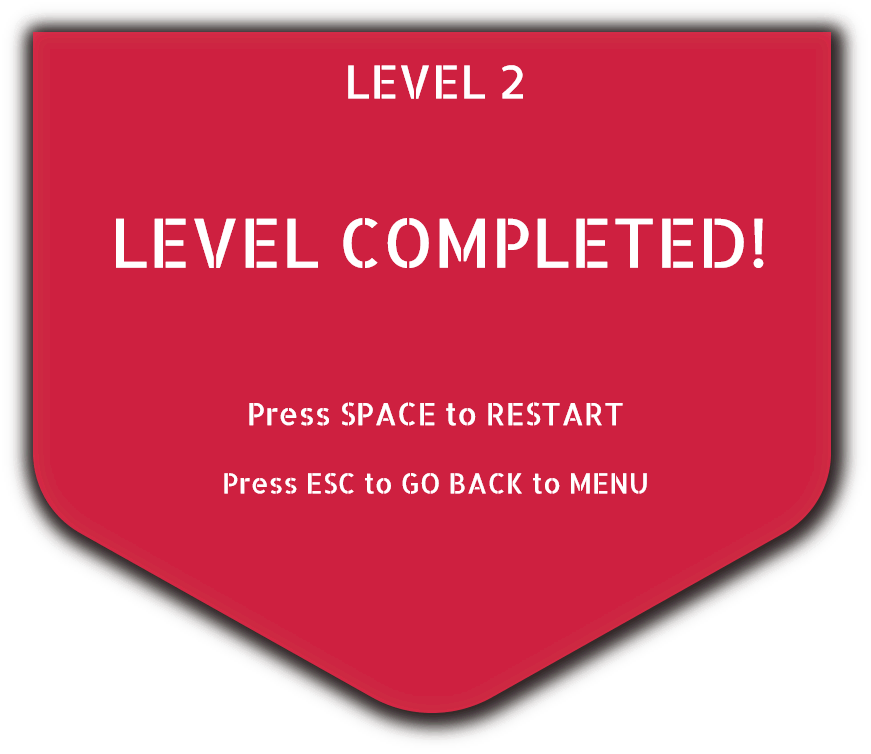 LEVEL 2
LEVEL COMPLETED!
Press SPACE to RESTART
Press ESC to GO BACK to MENU